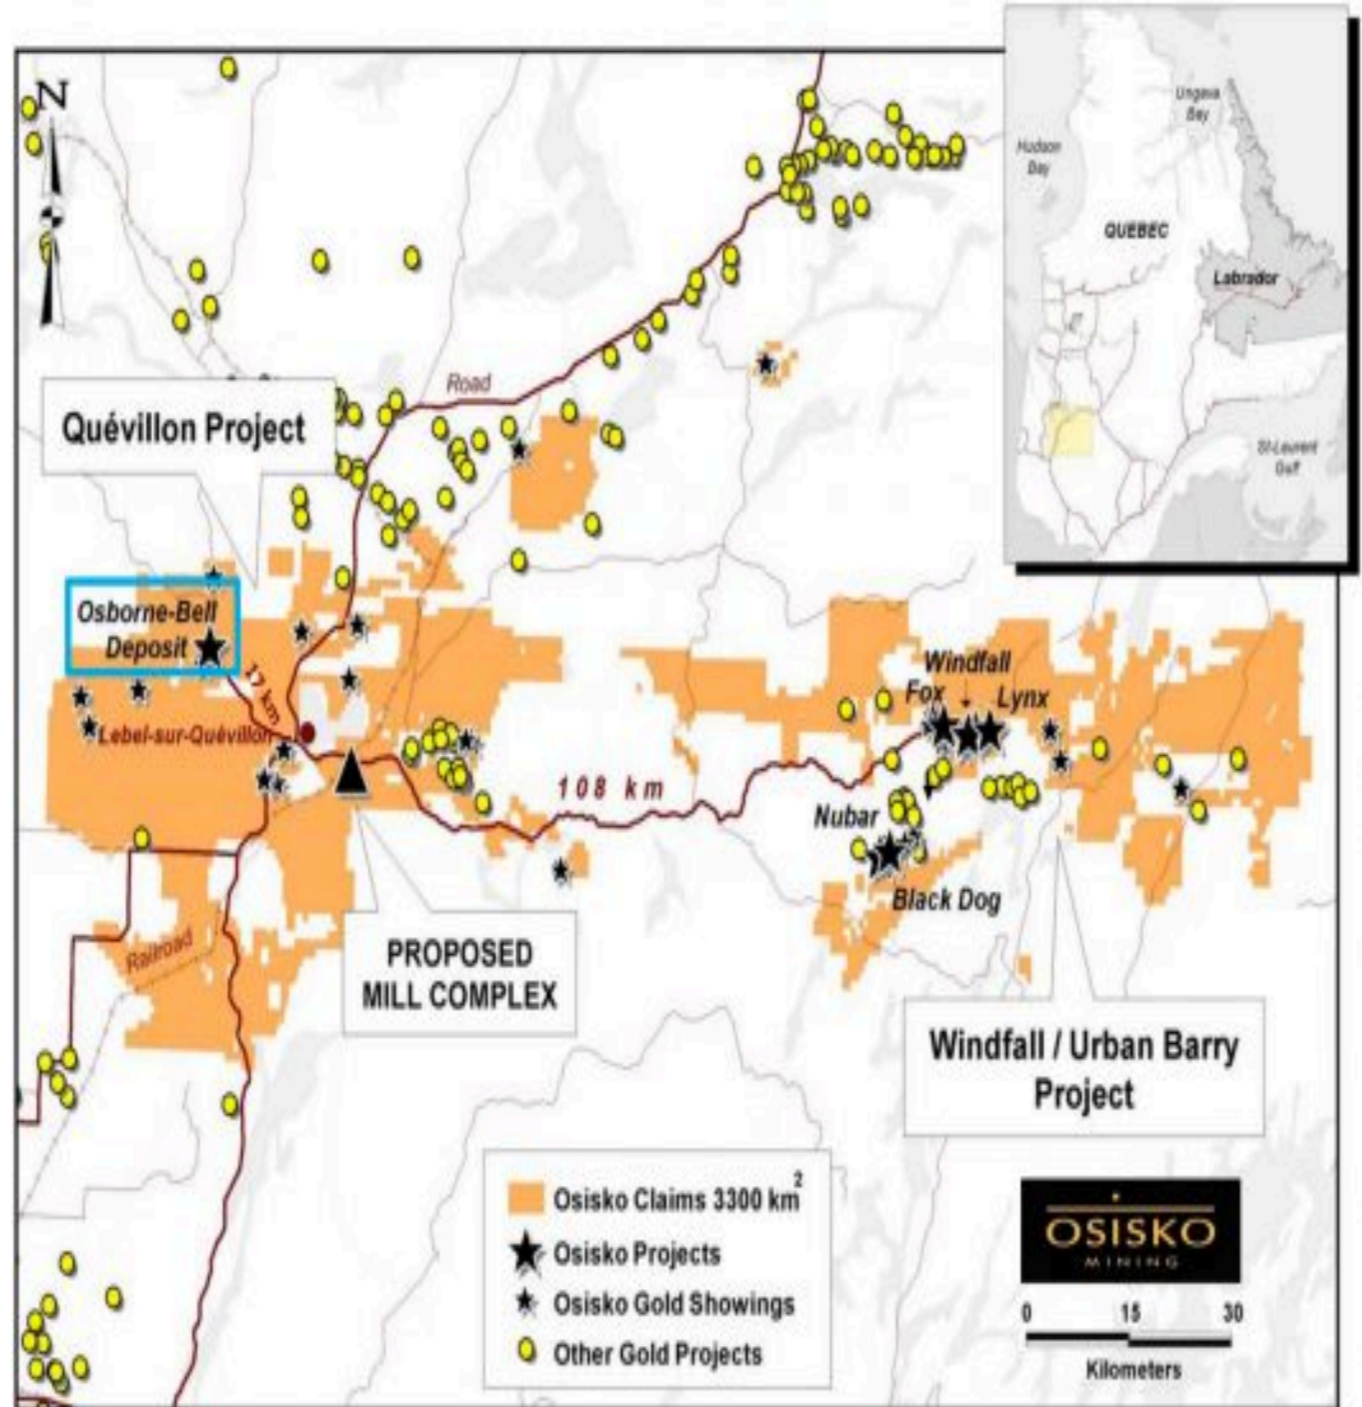 N
Ungava
Bay
Hudson
Bay
QUEBEC
Labrador
St-Laurent
Gulf
Road
Quévillon Project
Osborne-Bell
Deposit
17 km
Lebel-sur-Quévillon
Windfall
Fox
Lynx
108 km
Nubar
Black Dog
PROPOSED
MILL COMPLEX
Railroad
Windfall / Urban Barry
Project
Osisko Claims 3300 km2
Osisko Projects
Osisko Gold Showings
Other Gold Projects
OSISKO
MINING
0 15 30
Kilometers